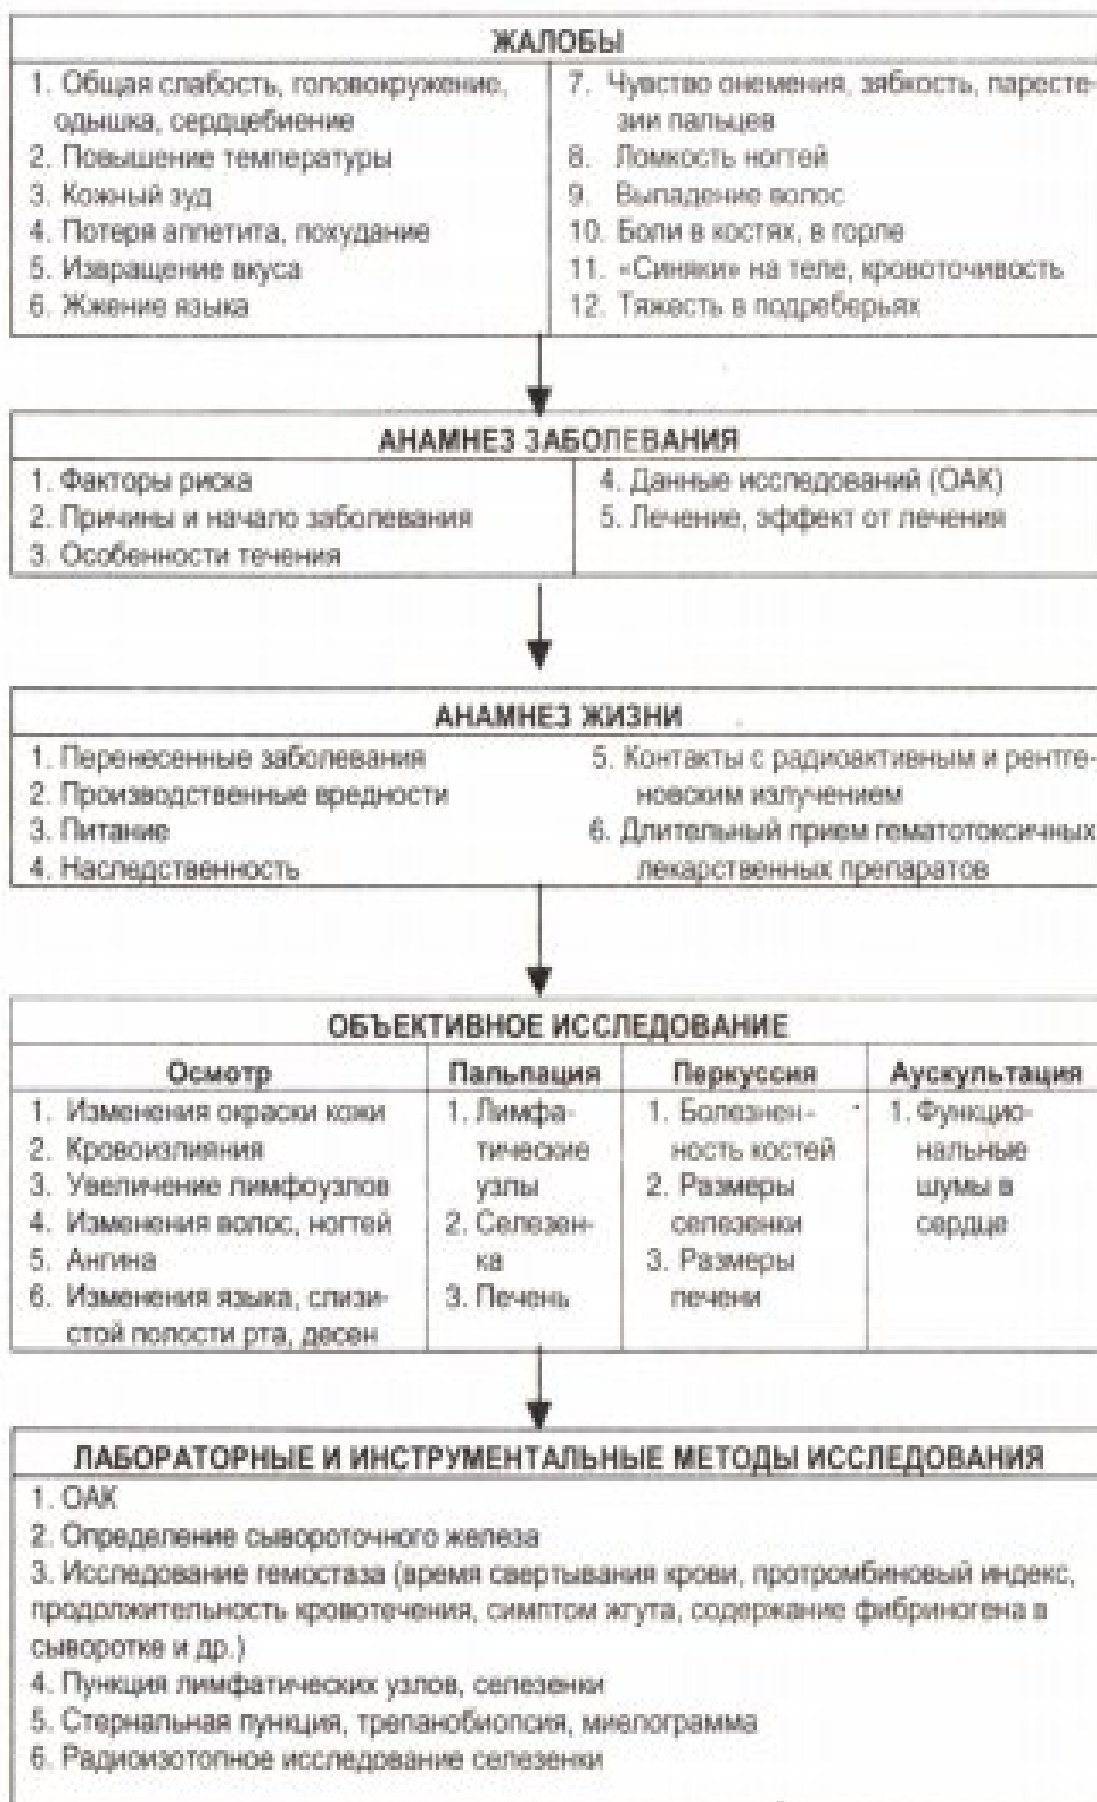 ЖАЛОБЫ
1. Общая слабость, головокружение,
одышка, сердцебиение
2. Повышение температуры
3. Кожный зуд
4. Потеря аппетита, похудание
5. Извращение вкуса
6. Жжение языка
7. Чувство онемения, зябкость, паресте-
зии пальцев
8. Ломкость ногтей
9. Выпадение волос
10. Боли в костях, в горле
11. «Синяки» на теле, кровоточивость
12. Тяжесть в подреберьях
АНАМНЕЗ ЗАБОЛЕВАНИЯ
1. Факторы риска
2. Причины и начало заболевания
3. Особенности течения
4. Данные исследований (ОАК)
5. Лечение, эффект от лечения
АНАМНЕЗ ЖИЗНИ
1. Перенесенные заболевания
2. Производственные вредности
3. Питание
4. Наследственность
5. Контакты с радиоактивным и рентге-
новским излучением
6. Длительный прием гематотоксичных
лекарственных препаратов
ОБЪЕКТИВНОЕ ИССЛЕДОВАНИЕ
Осмотр
1. Изменения окраски кожи
2. Кровоизлияния
3. Увеличение лимфоузлов
4. Изменения волос, ногтей
5. Ангина
6. Изменения языка, слизи-
стой полости рта, десен
Пальпация
1. Лимфа-
тические
узлы
2. Селезен-
ка
3. Печень
Перкуссия
1. Болезнен-
ность костей
2. Размеры
селезенки
3. Размеры
печени
Аускультация
1. Функцио-
нальные
шумы в
сердце
ЛАБОРАТОРНЫЕ И ИНСТРУМЕНТАЛЬНЫЕ МЕТОДЫ ИССЛЕДОВАНИЯ
1. ОАК
2. Определение сывороточного железа
3. Исследование гемостаза (время свертывания крови, протромбиновый индекс,
продолжительность кровотечения, симптом жгута, содержание фибриногена в
сыворотке и др.)
4. Пункция лимфатических узлов, селезенки
5. Стернальная пункция, трепанобиопсия, миелограмма
6. Радиоизотопное исследование селезенки